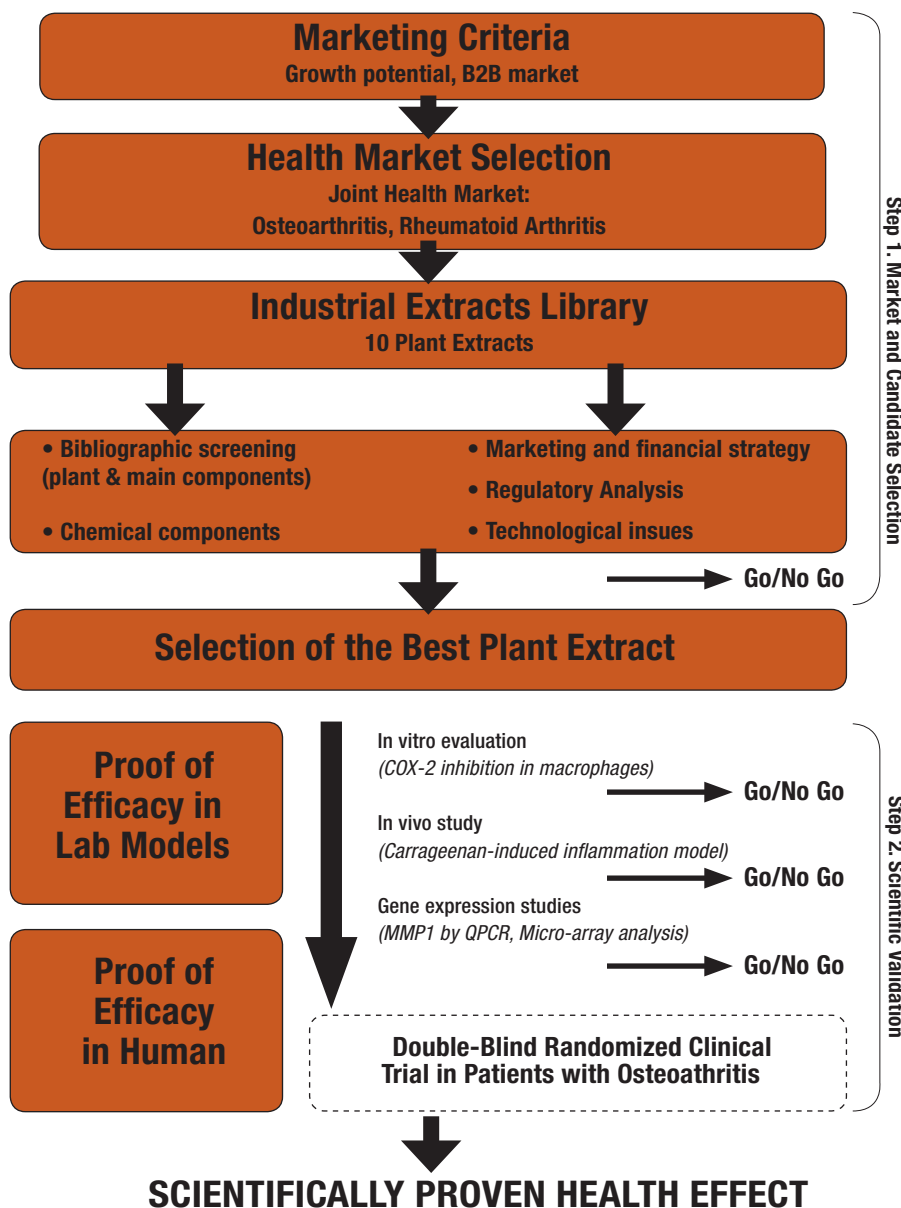 Marketing Criteria
Growth potential, B2B market
Health Market Selection
Joint Health Market:
Osteoarthritis, Rheumatoid Arthritis
Industrial Extracts Library
10 Plant Extracts
• Bibliographic screening
(plant & main components)
• Chemical components
• Marketing and financial strategy
• Regulatory Analysis
• Technological insues
Go/No Go
Step 1. Market and Candidate Selection
Selection of the Best Plant Extract
Proof of
Efficacy in
Lab Models
In vitro evaluation
(COX-2 inhibition in macrophages)
Go/No Go
In vivo study
(Carrageenan-induced inflammation model)
Go/No Go
Gene expression studies
(MMP1 by QPCR, Micro-array analysis)
Go/No Go
Proof of
Efficacy
in Human
Double-Blind Randomized Clinical
Trial in Patients with Osteoathritis
Step 2. Scientific Validation
SCIENTIFICALLY PROVEN HEALTH EFFECT